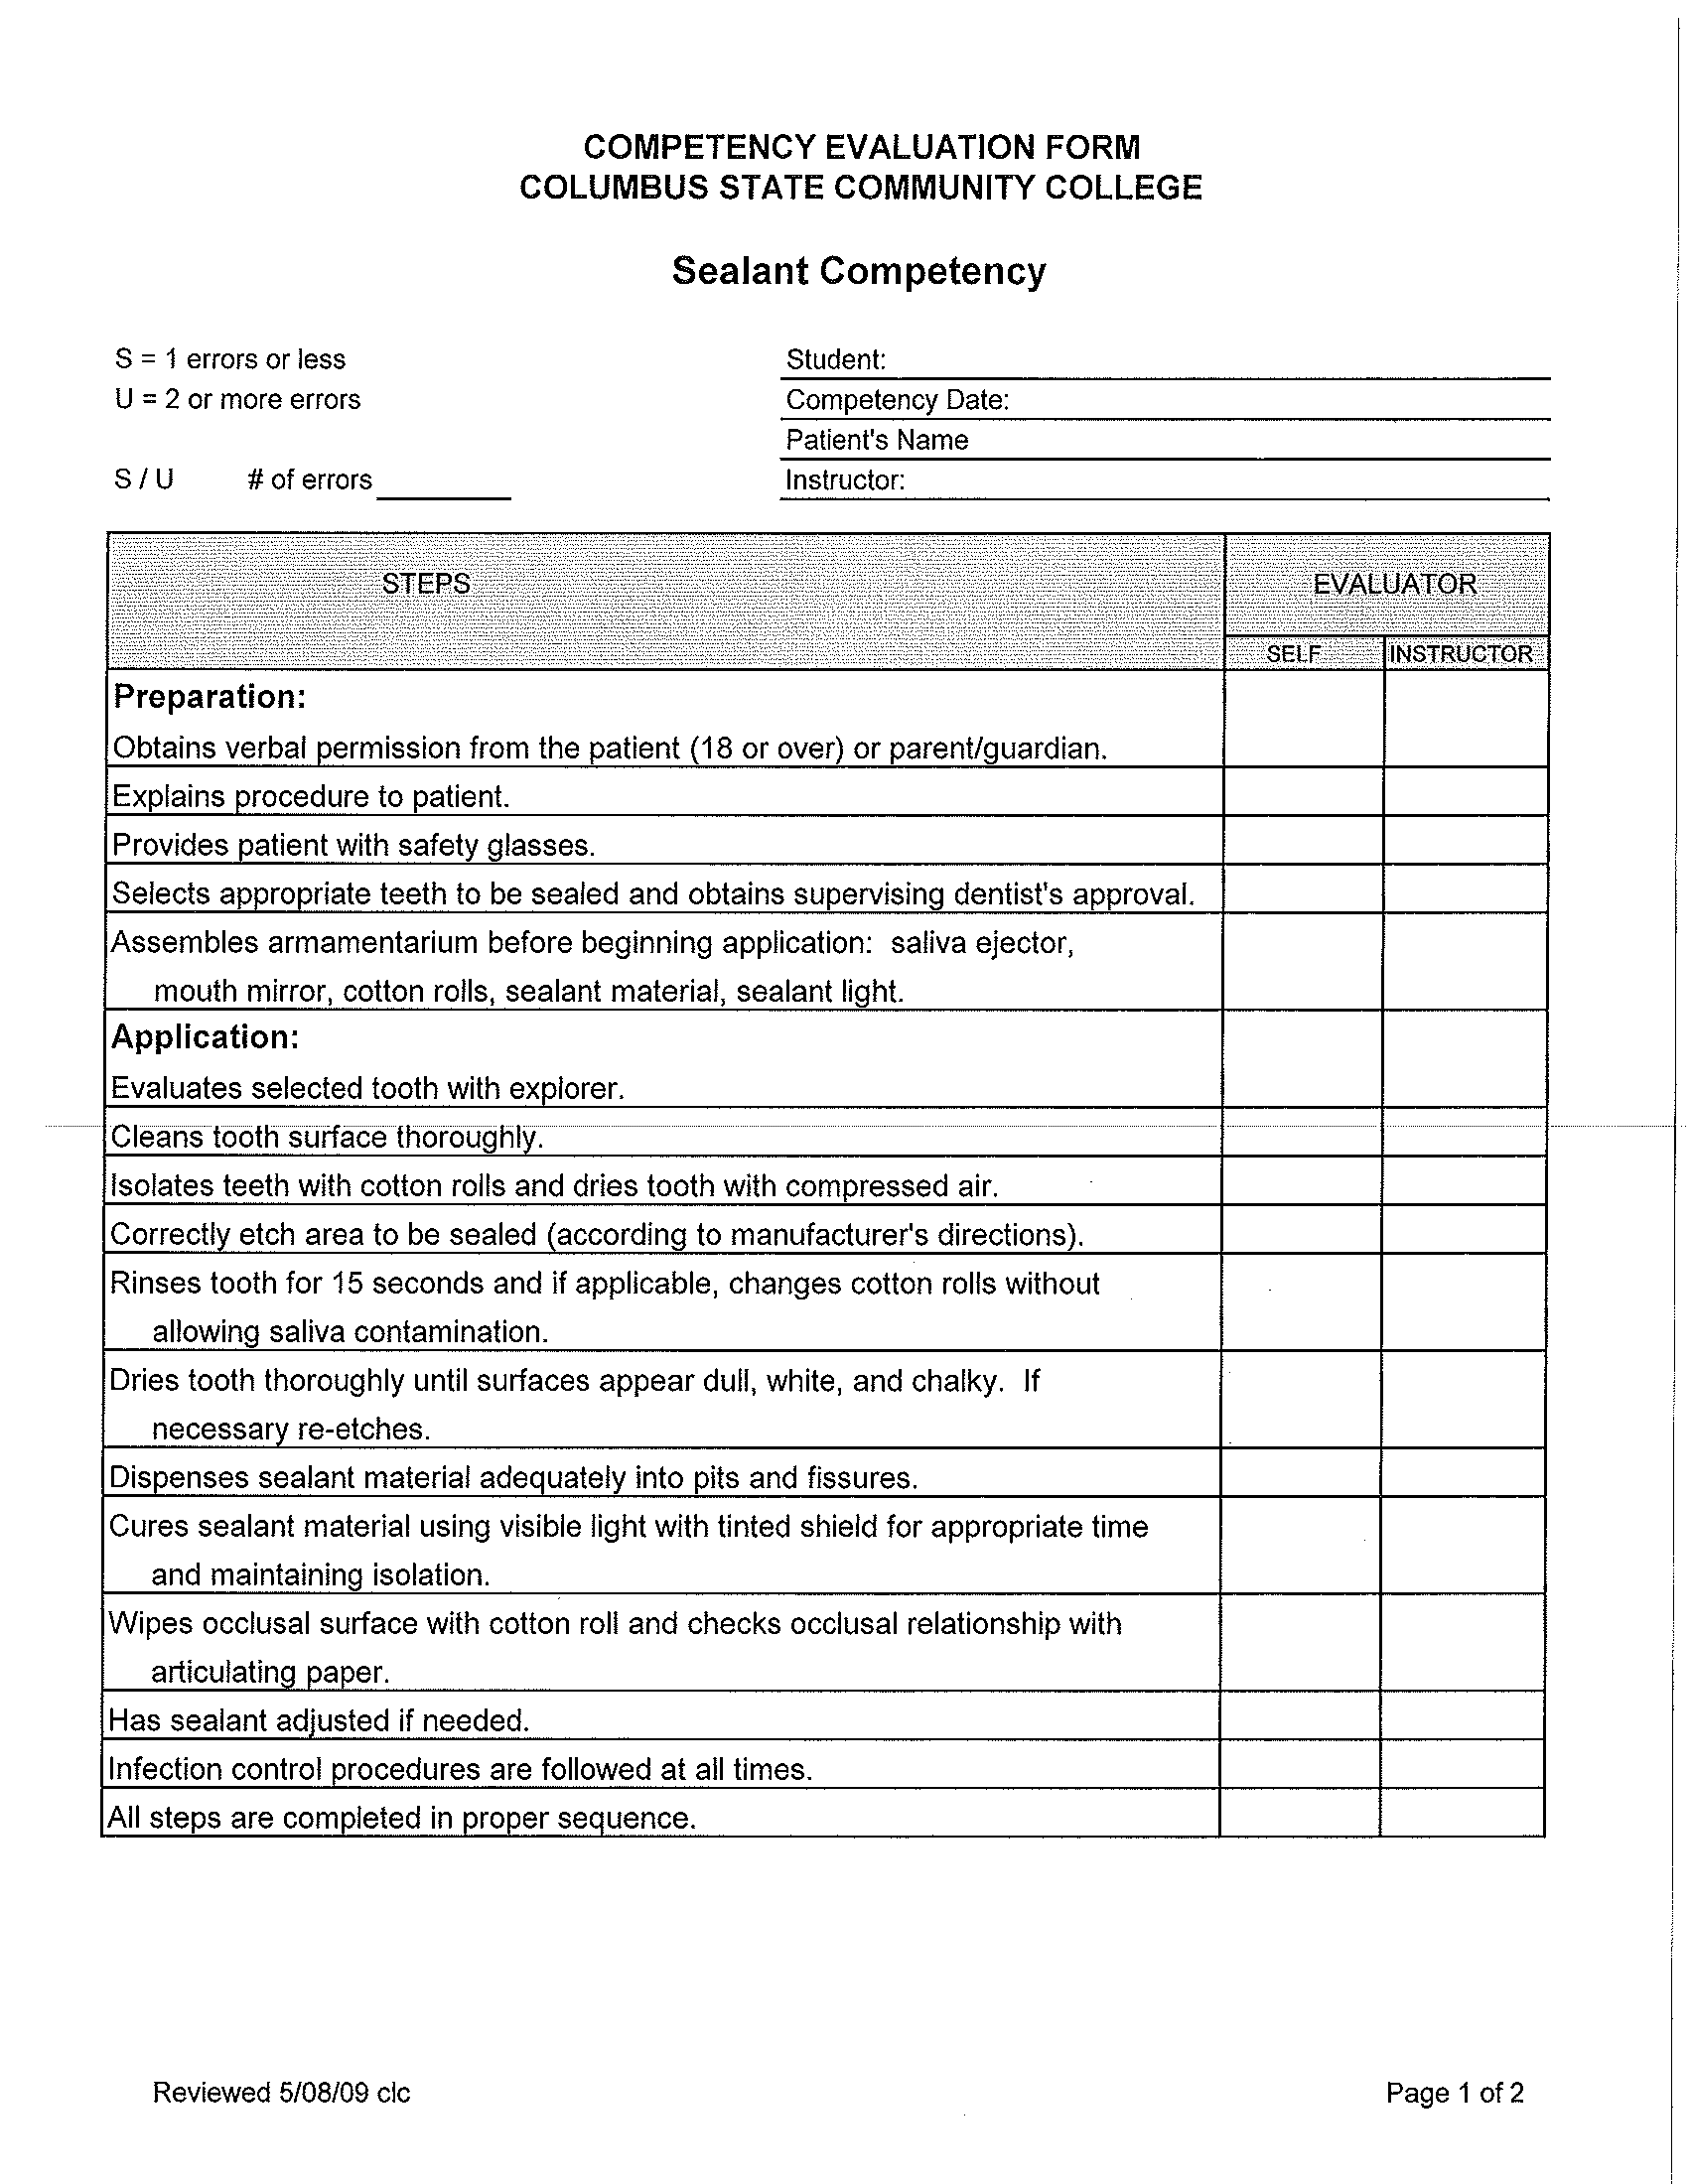 COMPETENCY EVALUATION FORM
COLUMBUS STATE COMMUNITY COLLEGE
Sealant Competency
S = 1 errors or less
U = 2 or more errors
S / U # of errors
Student:
Competency Date:
Patient's Name
Instructor:
STEPS
EVALUATOR
SELF INSTRUCTOR
Preparation:
Obtains verbal permission from the patient (18 or over) or parent/guardian.
Explains procedure to patient.
Provides patient with safety glasses.
Selects appropriate teeth to be sealed and obtains supervising dentist's approval.
Assembles armamentarium before beginning application: saliva ejector,
mouth mirror, cotton rolls, sealant material, sealant light.
Application:
Evaluates selected tooth with explorer.
Cleans tooth surface thoroughly.
Isolates teeth with cotton rolls and dries tooth with compressed air.
Correctly etch area to be sealed (according to manufacturer's directions).
Rinses tooth for 15 seconds and if applicable, changes cotton rolls without
allowing saliva contamination.
Dries tooth thoroughly until surfaces appear dull, white, and chalky. If
necessary re-etches.
Dispenses sealant material adequately into pits and fissures.
Cures sealant material using visible light with tinted shield for appropriate time
and maintaining isolation.
Wipes occlusal surface with cotton roll and checks occlusal relationship with
articulating paper.
Has sealant adjusted if needed.
Infection control procedures are followed at all times.
All steps are completed in proper sequence.
Reviewed 5/08/09 clc
Page 1 of 2